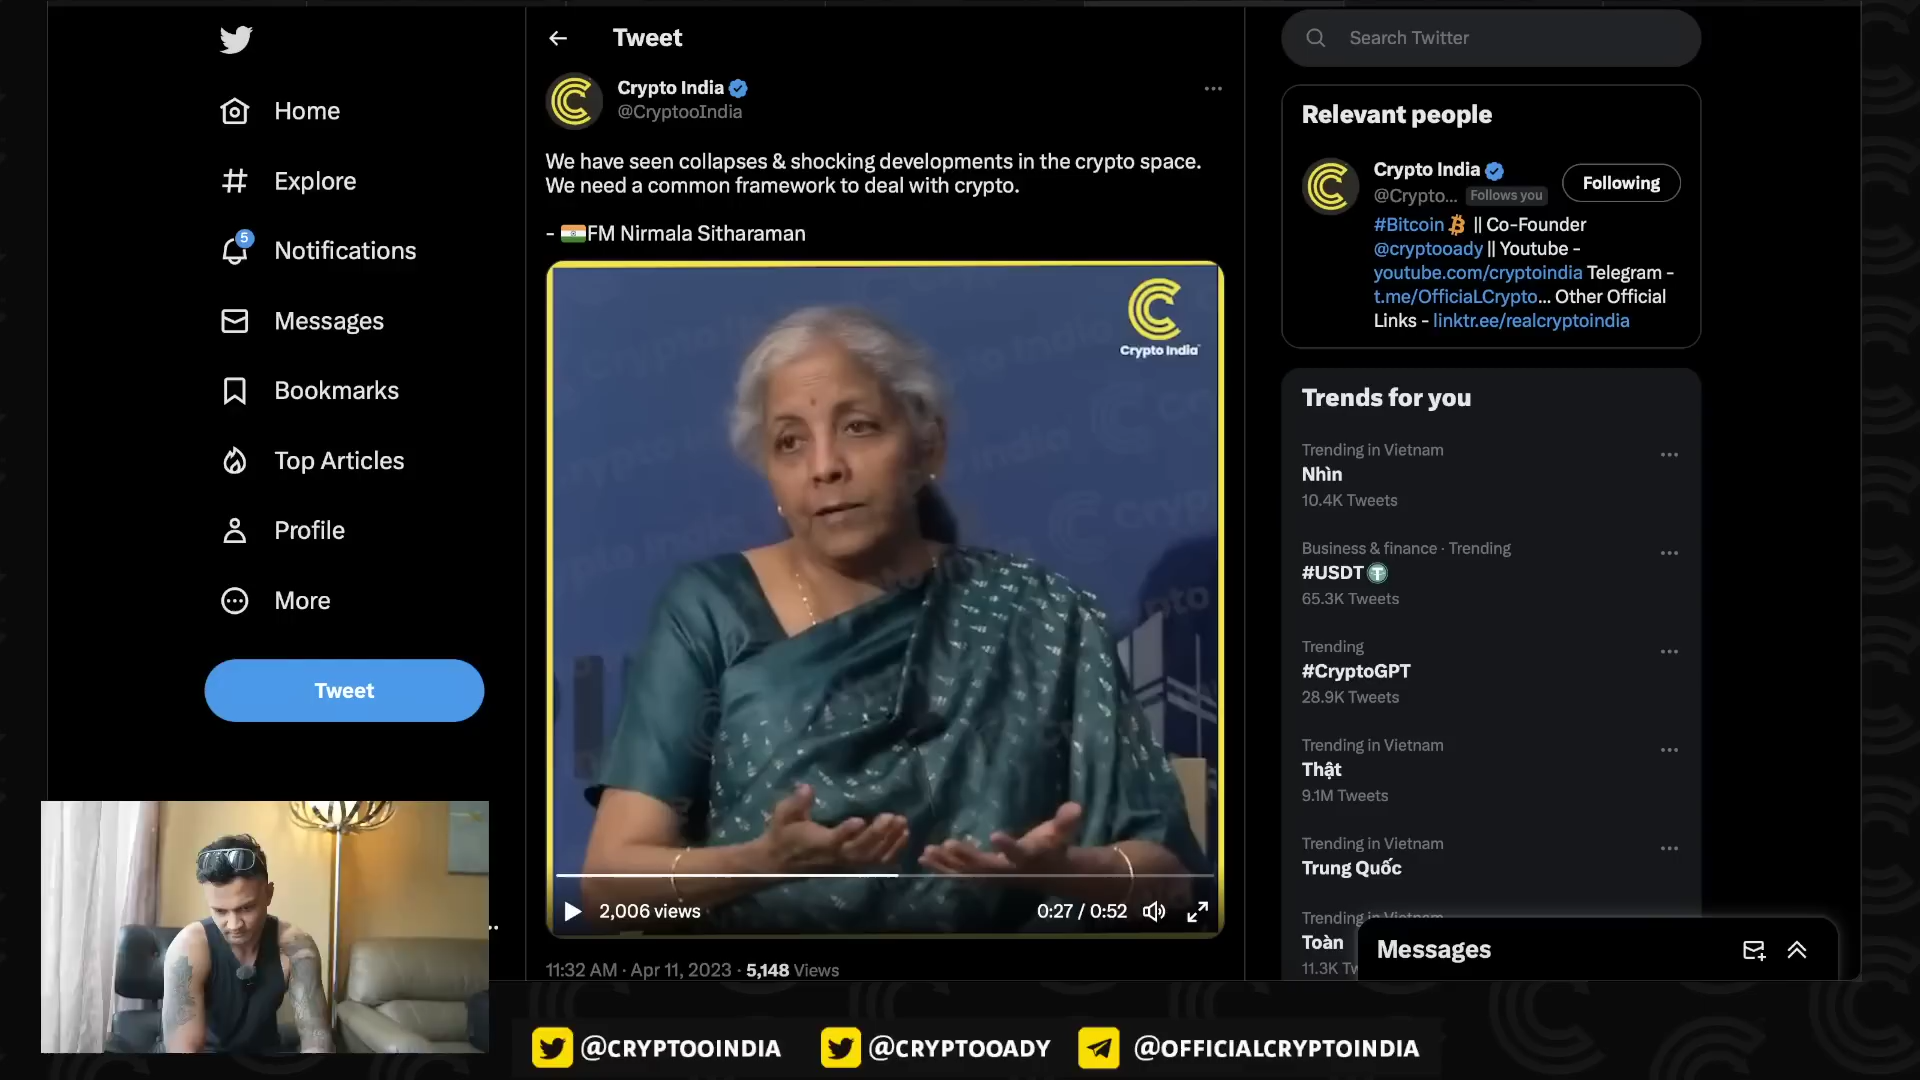 Home
Explore
5
Notifications
Messages
Bookmarks
Top Articles
Profile
More
Tweet
Tweet
Crypto India
@CryptooIndia
We have seen collapses & shocking developments in the crypto space.
We need a common framework to deal with crypto.
- 🇮🇳FM Nirmala Sitharaman
Crypto India
2,006 views
0:27 / 0:52
11:32 AM · Apr 11, 2023 · 5,148 Views
Search Twitter
Relevant people
Crypto India
@Crypto... Follows you
Following
#Bitcoin || Co-Founder
@cryptooady || Youtube -
youtube.com/cryptoindia Telegram -
t.me/OfficiaLCrypto... Other Official
Links - linktr.ee/realcryptoindia
Trends for you
Trending in Vietnam
Nhìn
10.4K Tweets
Business & finance · Trending
#USDT
65.3K Tweets
Trending
#CryptoGPT
28.9K Tweets
Trending in Vietnam
Thật
9.1M Tweets
Trending in Vietnam
Trung Quốc
Trending in Vietnam
Toàn
11.3K Tw
Messages
@CRYPTOOINDIA
@CRYPTOOADY
@OFFICIALCRYPTOINDIA